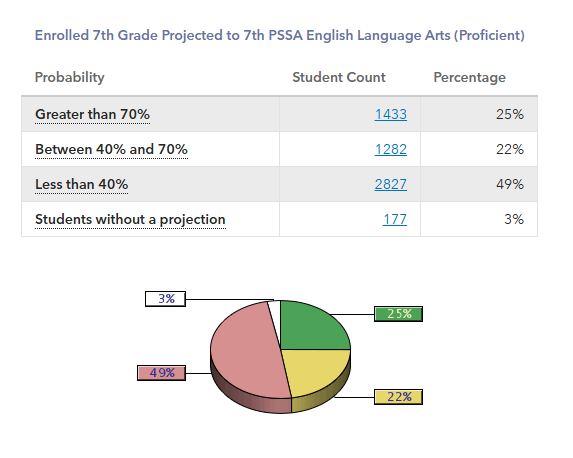 Enrolled 7th Grade Projected to 7th PSSA English Language Arts (Proficient)
Probability Student Count Percentage
Greater than 70% 1433 25%
Between 40% and 70% 1282 22%
Less than 40% 2827 49%
Students without a projection 177 3%
3%
25%
49%
22%